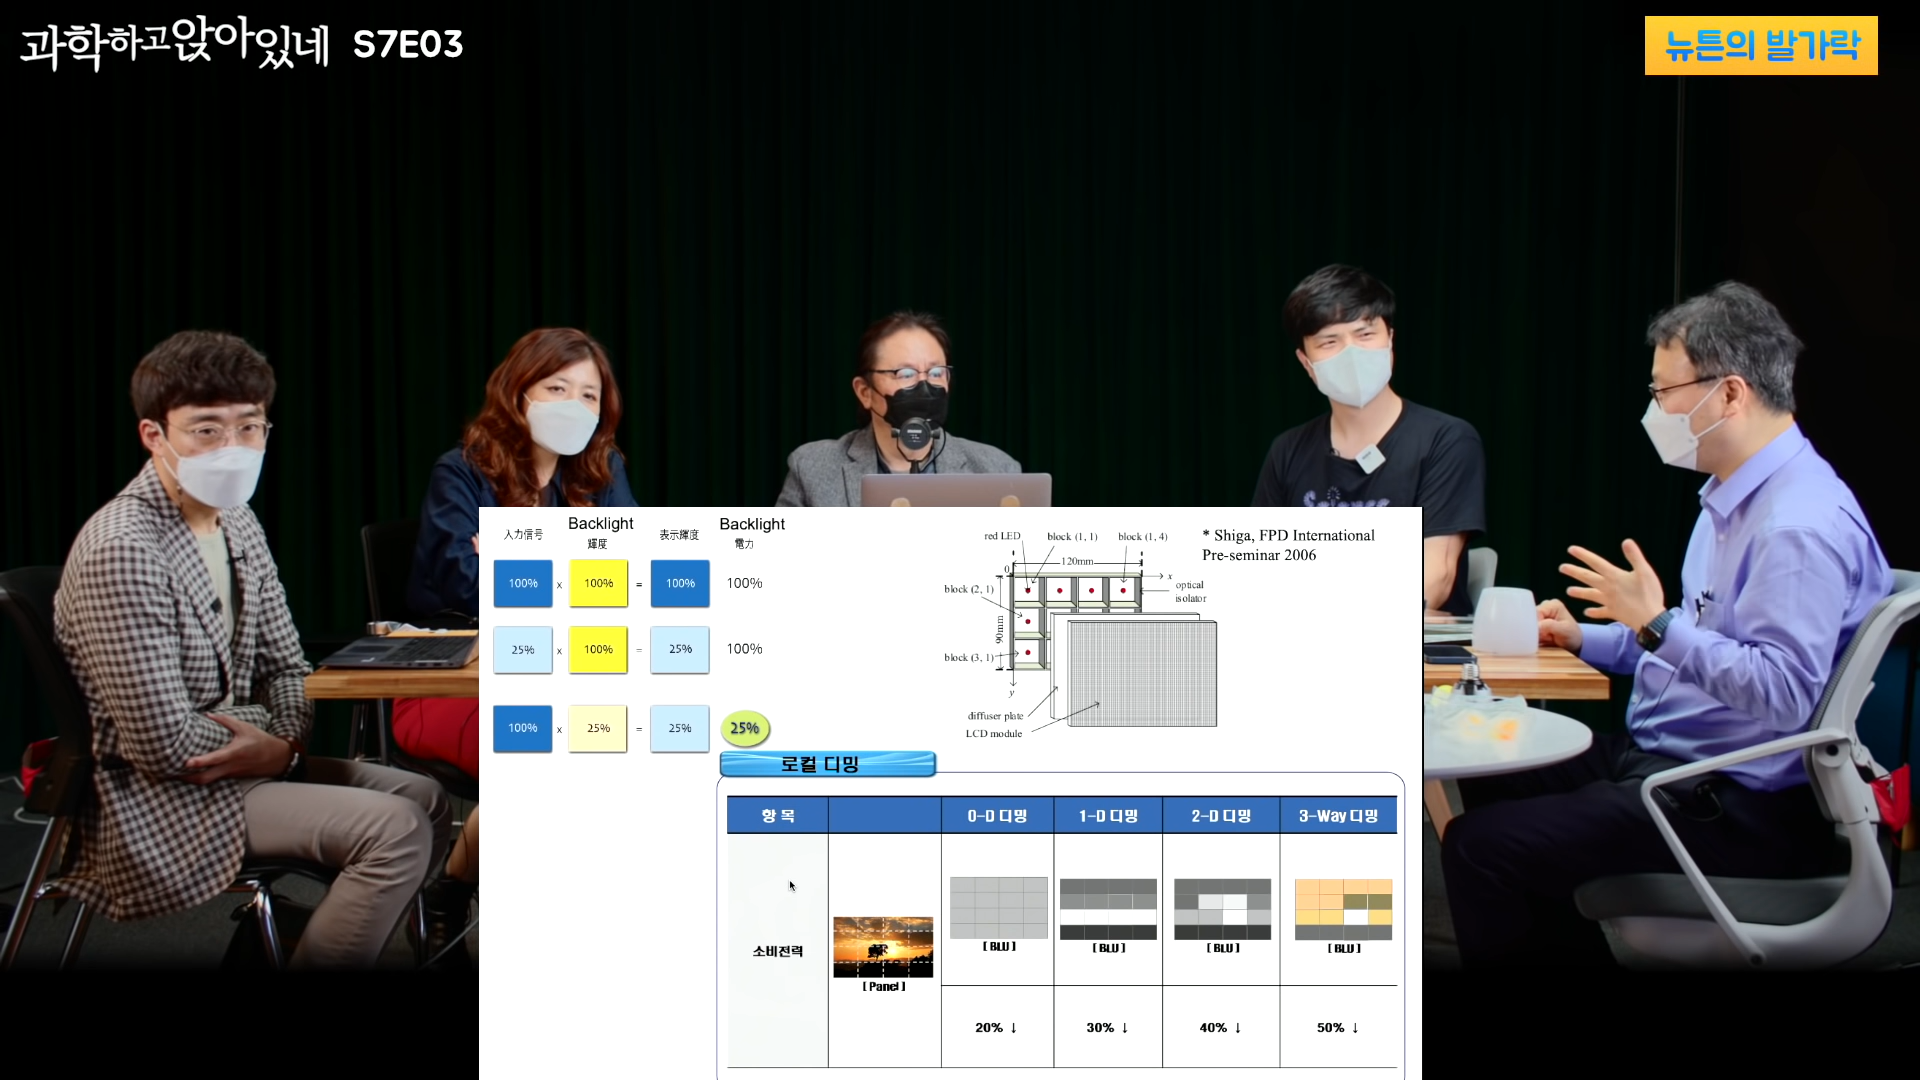 과학하고앉아있네 S7E03
뉴튼의 발가락
入力信号 Backlight 輝度 表示輝度 Backlight 電力
100% x 100% = 100% 100%
25% x 100% = 25% 100%
100% x 25% = 25% 25%
red LED block (1, 1) block (1, 4)
0 120mm x
block (2, 1) optical isolator
90mm
block (3, 1)
y
diffuser plate
LCD module
* Shiga, FPD International
Pre-seminar 2006
로컬 디밍
항 목 0-D 디밍 1-D 디밍 2-D 디밍 3-Way 디밍
소비전력
[ Panel ]
[ BLU ] [ BLU ] [ BLU ] [ BLU ]
20% ↓ 30% ↓ 40% ↓ 50% ↓